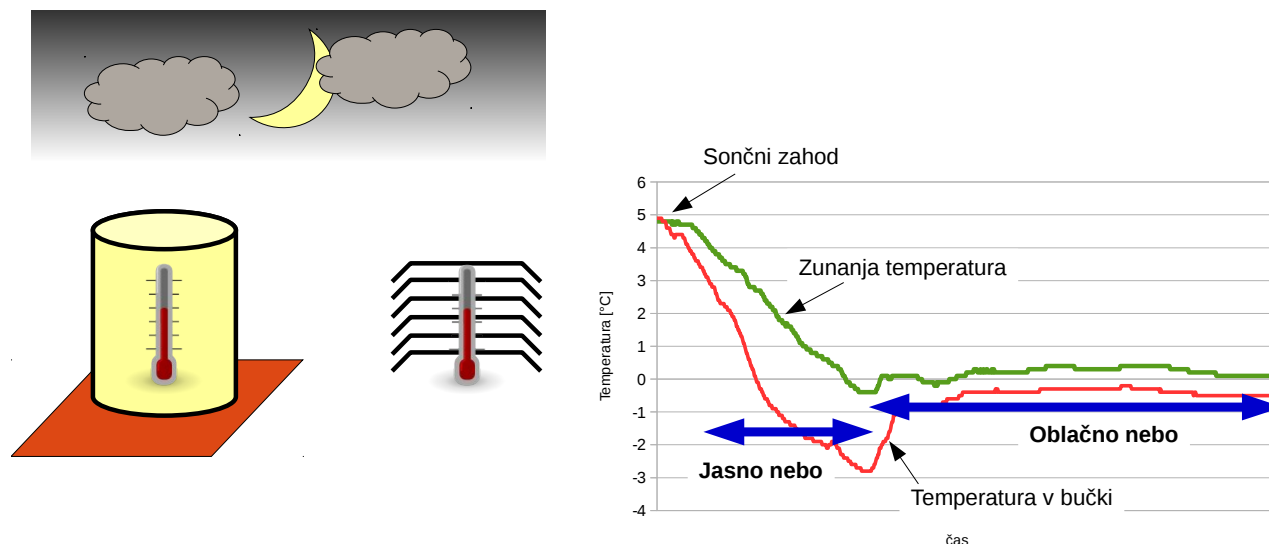 Sončni zahod
6
5
4
3
2
1
0
-1
-2
-3
-4
Temperatura [°C]
Zunanja temperatura
Oblačno nebo
Jasno nebo
Temperatura v bučki
čas